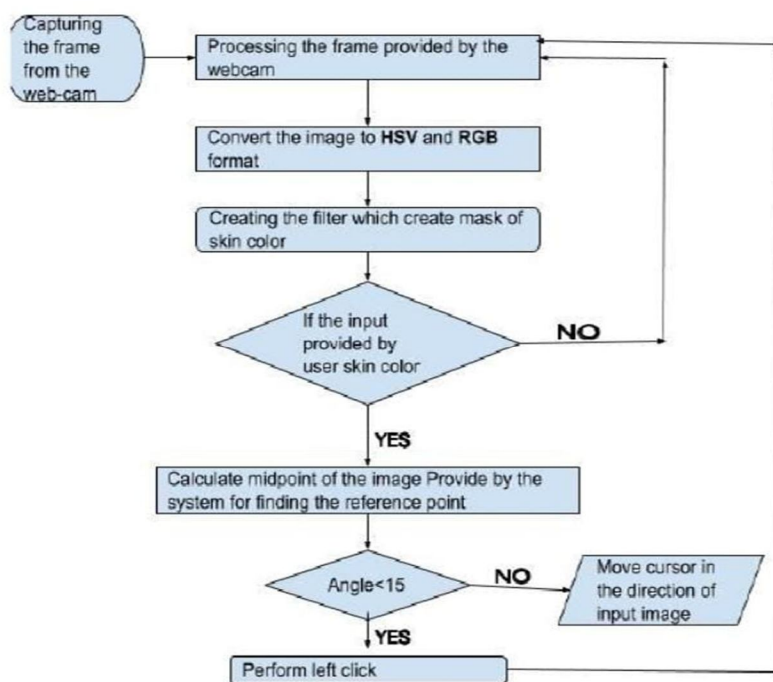 Capturing
the frame
from the
web-cam
Processing the frame provided by the
webcam
Convert the image to HSV and RGB
format
Creating the filter which create mask of
skin color
If the input
provided by
user skin color
NO
YES
Calculate midpoint of the image Provide by the
system for finding the reference point
Angle<15
NO
Move cursor in
the direction of
input image
YES
Perform left click